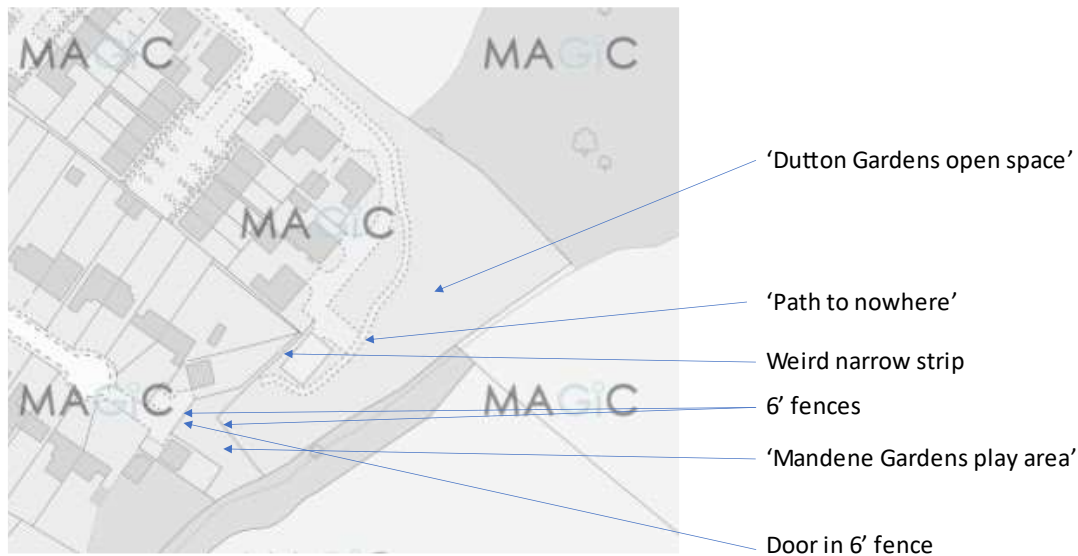 MAGiC
MAGiC
‘Dutton Gardens open space’
MAGiC
‘Path to nowhere’
Weird narrow strip
MAGiC
MAGiC
6’ fences
‘Mandene Gardens play area’
Door in 6’ fence